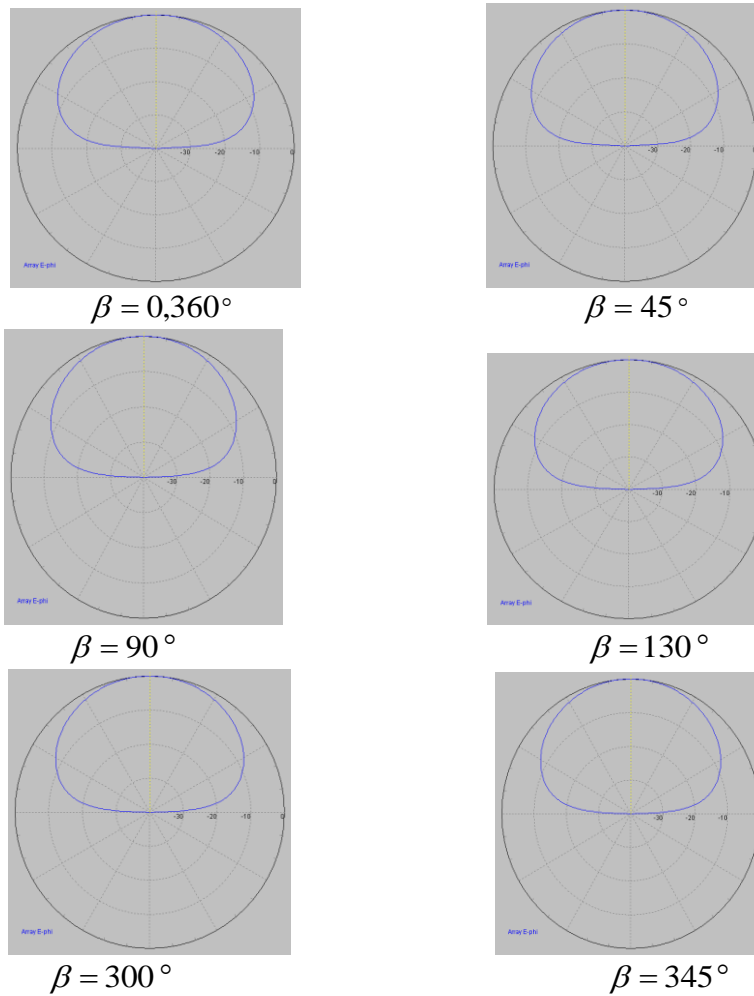 -30 -20 -10 0
Array E-phi
β = 0,360°
-30 -20 -10
Array E-phi
β = 45°
-30 -20 -10 0
Array E-phi
β = 90°
-30 -20 -10
Array E-phi
β = 130°
-30 -20 -10 0
Array E-phi
β = 300°
-30 -20 -10
Array E-phi
β = 345°